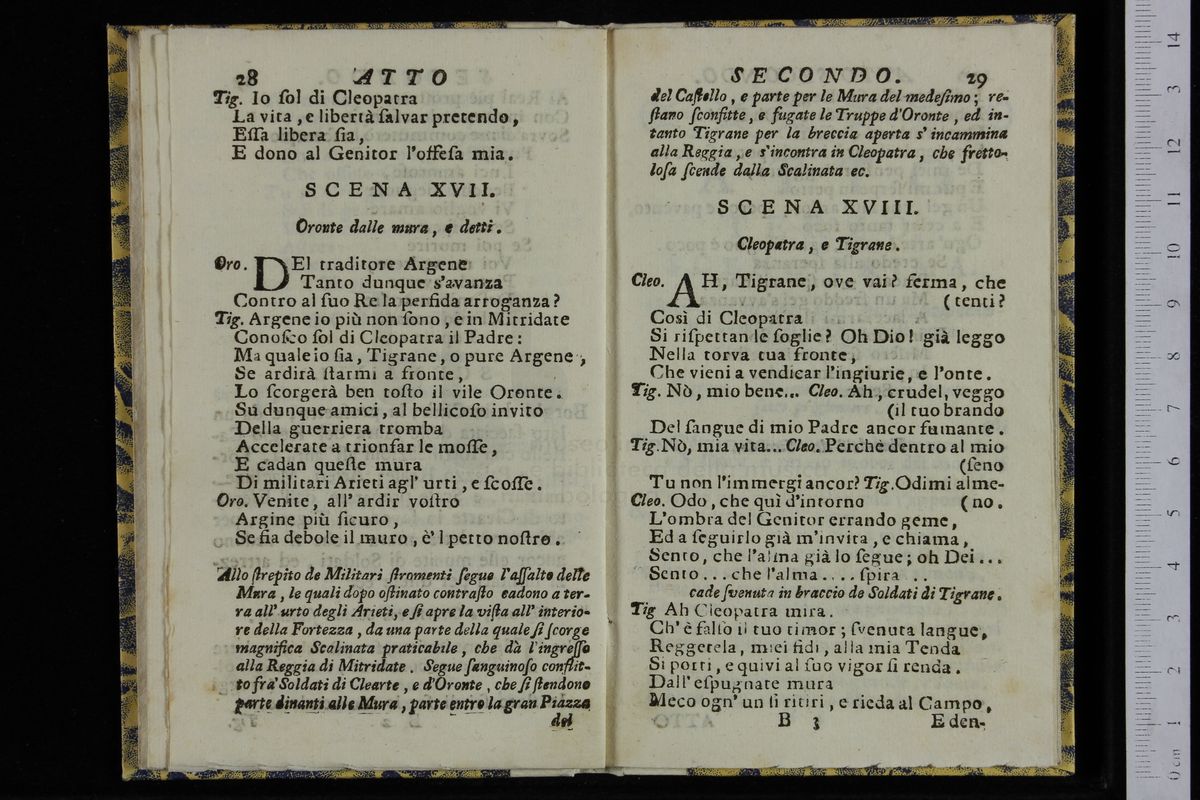 28 ATTO
Tig. Io ſol di Cleopatra
La vita, e libertà ſalvar pretendo,
Eſſa libera ſia,
E dono al Genitor l'offeſa mia.
SCENA XVII.
Oronte dalle mura, e detti.
Oro. DEl traditore Argene
Tanto dunque s'avanza
Contro al ſuo Re la perfida arroganza?
Tig. Argene io più non ſono, e in Mitridate
Conoſco ſol di Cleopatra il Padre:
Ma quale io ſia, Tigrane, o pure Argene,
Se ardirà ſtarmi a fronte,
Lo ſcorgerà ben toſto il vile Oronte.
Su dunque amici, al bellicoſo invito
Della guerriera tromba
Accelerate a trionfar le moſſe,
E cadan queſte mura
Di militari Arieti agl' urti, e ſcoſſe.
Oro. Venite, all' ardir voſtro
Argine più ſicuro,
Se fia debole il muro, è'l petto noſtro.
Allo ſtrepito de Militari ſtromenti ſegue l'aſſalto delle
Mura, le quali dopo oſtinato contraſto cadono a ter-
ra all' urto degli Arieti, e ſi apre la viſta all' interio-
re della Fortezza, da una parte della quale ſi ſcorge
magnifica Scalinata praticabile, che dà l'ingreſſo
alla Reggia di Mitridate. Segue ſanguinoſo conflit-
to frà Soldati di Clearte, e d'Oronte, che ſi ſtendono
parte dinanti alle Mura, parte entro la gran Piazza
del
SECONDO. 29
del Caſtello, e parte per le Mura del medeſimo; re-
ſtano ſconfitte, e fugate le Truppe d'Oronte, ed in-
tanto Tigrane per la breccia aperta s'incammina
alla Reggia, e s'incontra in Cleopatra, che fretto-
loſa ſcende dalla Scalinata ec.
SCENA XVIII.
Cleopatra, e Tigrane.
Cleo. AH, Tigrane, ove vai? ferma, che
(tenti?
Così di Cleopatra
Si riſpettan le ſoglie? Oh Dio! già leggo
Nella torva tua fronte,
Che vieni a vendicar l'ingiurie, e l'onte.
Tig. Nò, mio bene... Cleo. Ah, crudel, veggo
(il tuo brando
Del ſangue di mio Padre ancor fumante.
Tig. Nò, mia vita... Cleo. Perchè dentro al mio
(ſeno
Tu non l'immergi ancor? Tig. Odimi alme-
Cleo. Odo, che quì d'intorno (no.
L'ombra del Genitor errando geme,
Ed a ſeguirlo già m'invita, e chiama,
Sento, che l'alma già lo ſegue; oh Dei...
Sento... che l'alma.... ſpira ..
cade ſvenuta in braccio de Soldati di Tigrane.
Tig Ah Cleopatra mira.
Ch' è falſo il tuo timor; ſvenuta langue,
Reggetela, miei fidi, alla mia Tenda
Si porti, e quivi al ſuo vigor ſi renda.
Dall' eſpugnate mura
Meco ogn' un ſi ritiri, e rieda al Campo,
B 3 E den-